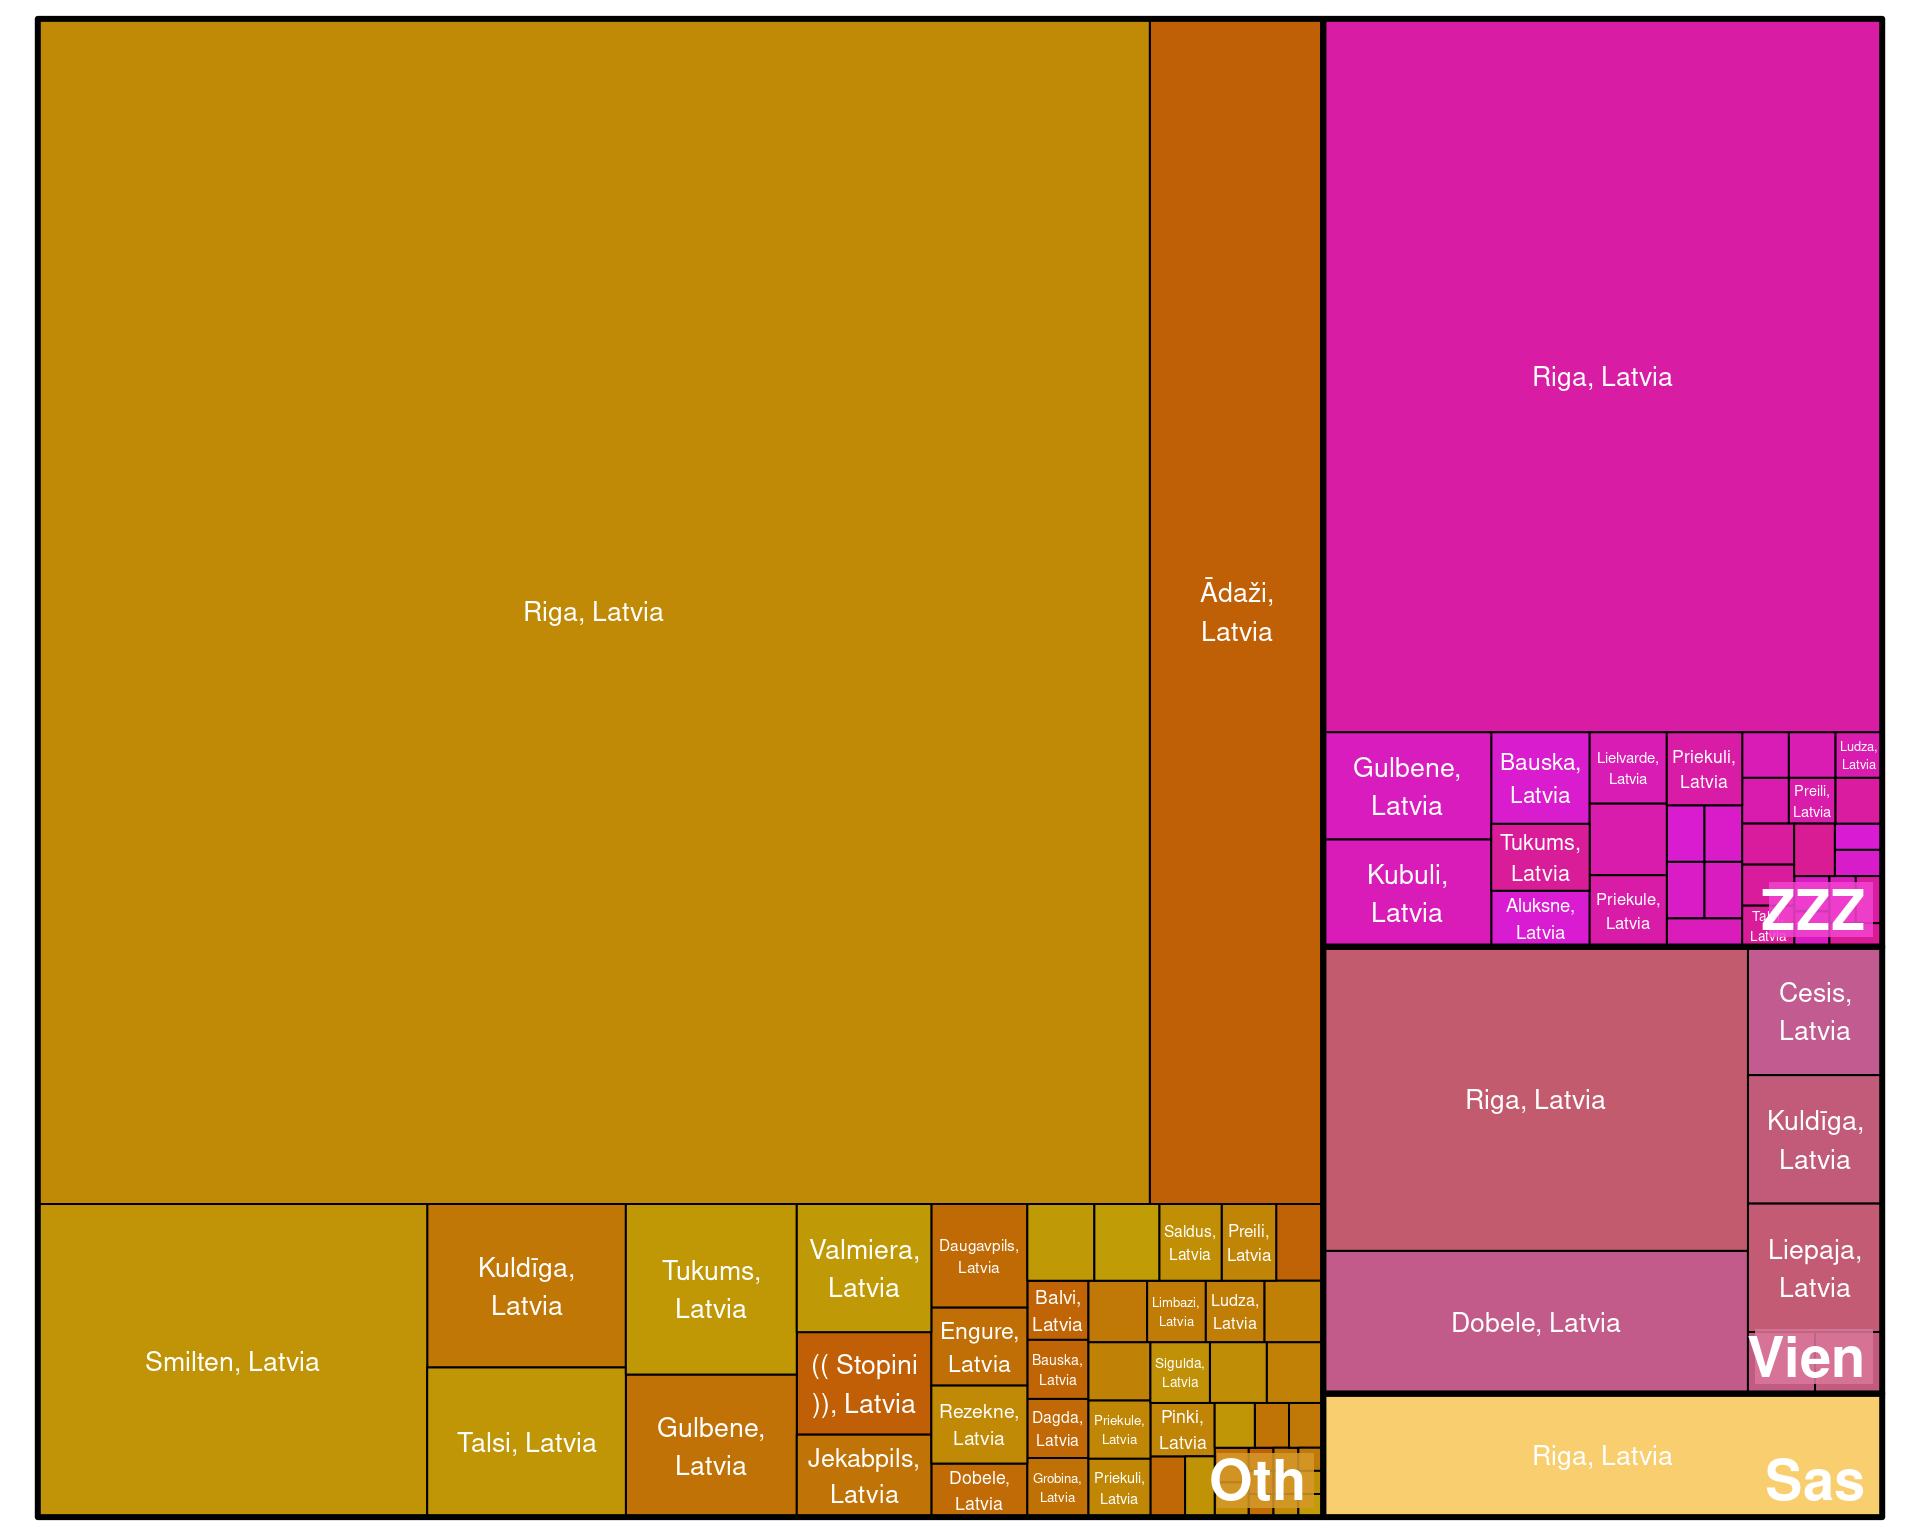 Riga, Latvia
Ādaži,
Latvia
Smilten, Latvia
Kuldīga,
Latvia
Talsi, Latvia
Tukums,
Latvia
Gulbene,
Latvia
Valmiera,
Latvia
(( Stopini
)), Latvia
Jekabpils,
Latvia
Daugavpils,
Latvia
Engure,
Latvia
Rezekne,
Latvia
Dobele,
Latvia
Balvi,
Latvia
Bauska,
Latvia
Dagda,
Latvia
Grobina,
Latvia
Priekule,
Latvia
Priekuli,
Latvia
Saldus,
Latvia
Preili,
Latvia
Limbazi,
Latvia
Ludza,
Latvia
Sigulda,
Latvia
Pinki,
Latvia
Oth
Riga, Latvia
Gulbene,
Latvia
Kubuli,
Latvia
Bauska,
Latvia
Tukums,
Latvia
Aluksne,
Latvia
Lielvarde,
Latvia
Priekule,
Latvia
Priekuli,
Latvia
Ludza,
Latvia
Preili,
Latvia
Latvia
ZZZ
Riga, Latvia
Dobele, Latvia
Cesis,
Latvia
Kuldīga,
Latvia
Liepaja,
Latvia
Vien
Riga, Latvia
Sas